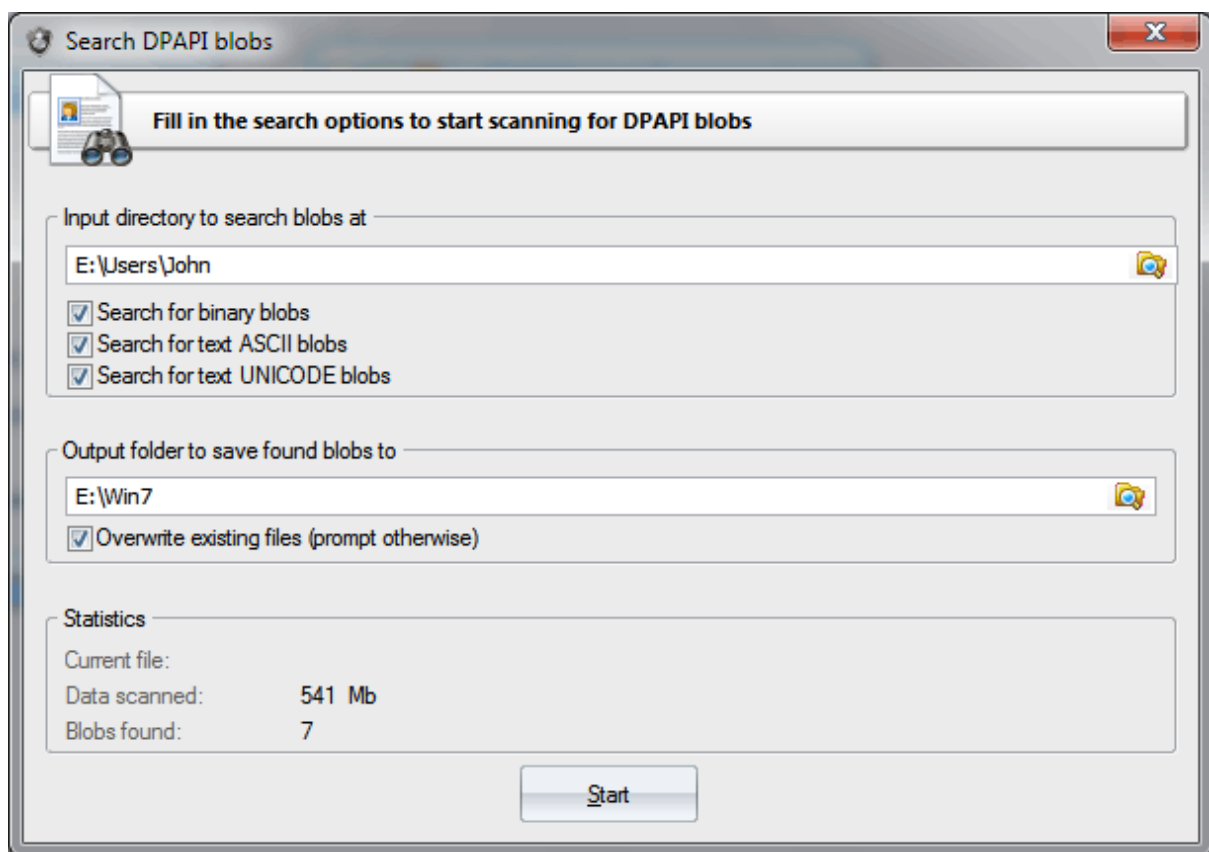 Search DPAPI blobs
Fill in the search options to start scanning for DPAPI blobs
Input directory to search blobs at
E:\Users\John
Search for binary blobs
Search for text ASCII blobs
Search for text UNICODE blobs
Output folder to save found blobs to
E:\Win7
Overwrite existing files (prompt otherwise)
Statistics
Current file:
Data scanned: 541 Mb
Blobs found: 7
Start